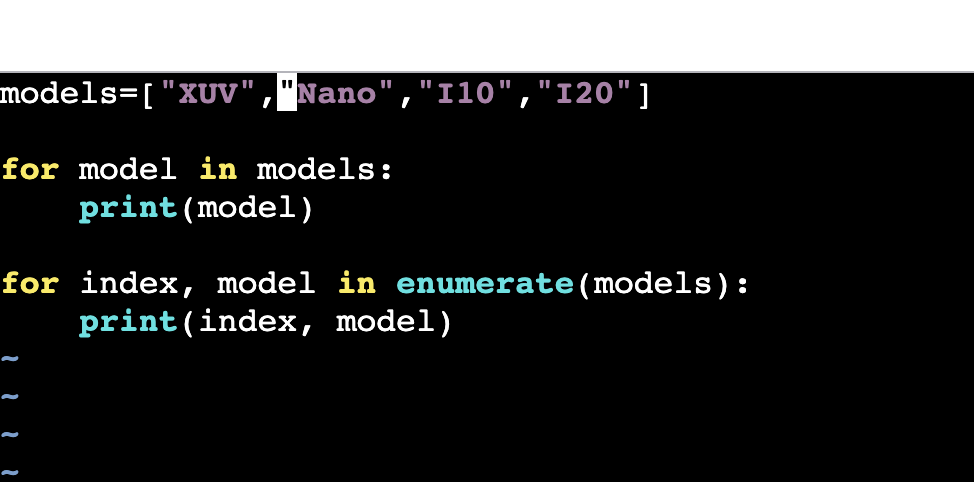 models=["XUV","Nano","I10","I20"]

for model in models:
    print(model)

for index, model in enumerate(models):
    print(index, model)
~
~
~
~